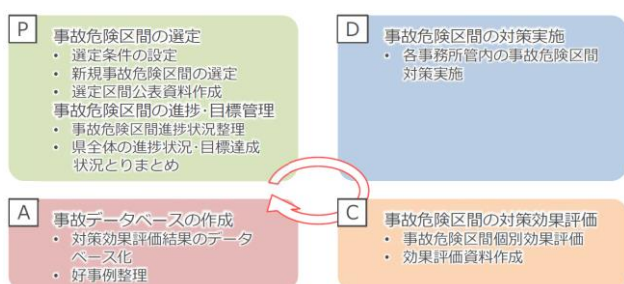 P
事故危険区間の選定
• 選定条件の設定
• 新規事故危険区間の選定
• 選定区間公表資料作成
事故危険区間の進捗・目標管理
• 事故危険区間進捗状況整理
• 県全体の進捗状況・目標達成
状況とりまとめ
D
事故危険区間の対策実施
• 各事務所管内の事故危険区間
対策実施
A
事故データベースの作成
• 対策効果評価結果のデータ
ベース化
• 好事例整理
C
事故危険区間の対策効果評価
• 事故危険区間個別効果評価
• 効果評価資料作成